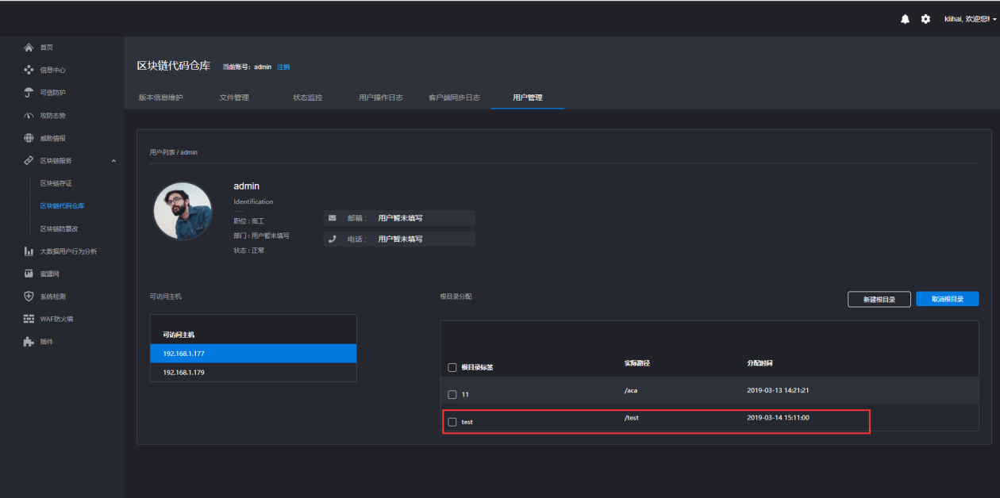 klihai, 欢迎您!
首页
信息中心
可信防护
攻防态势
威胁情报
区块链服务
区块链存证
区块链代码仓库
区块链防篡改
大数据用户行为分析
蜜罐网
系统检测
WAF防火墙
插件
区块链代码仓库 当前账号：admin 注销
版本信息维护 文件管理 状态监控 用户操作日志 客户端同步日志 用户管理
用户列表 / admin
admin
Identification
职位 : 高工
部门 : 用户暂未填写
状态 : 正常
邮箱 : 用户暂未填写
电话 : 用户暂未填写
可访问主机
可访问主机
192.168.1.177
192.168.1.179
根目录分配 新建根目录 取消根目录
根目录标签 实际路径 分配时间
11 /aca 2019-03-13 14:21:21
test /test 2019-03-14 15:11:00